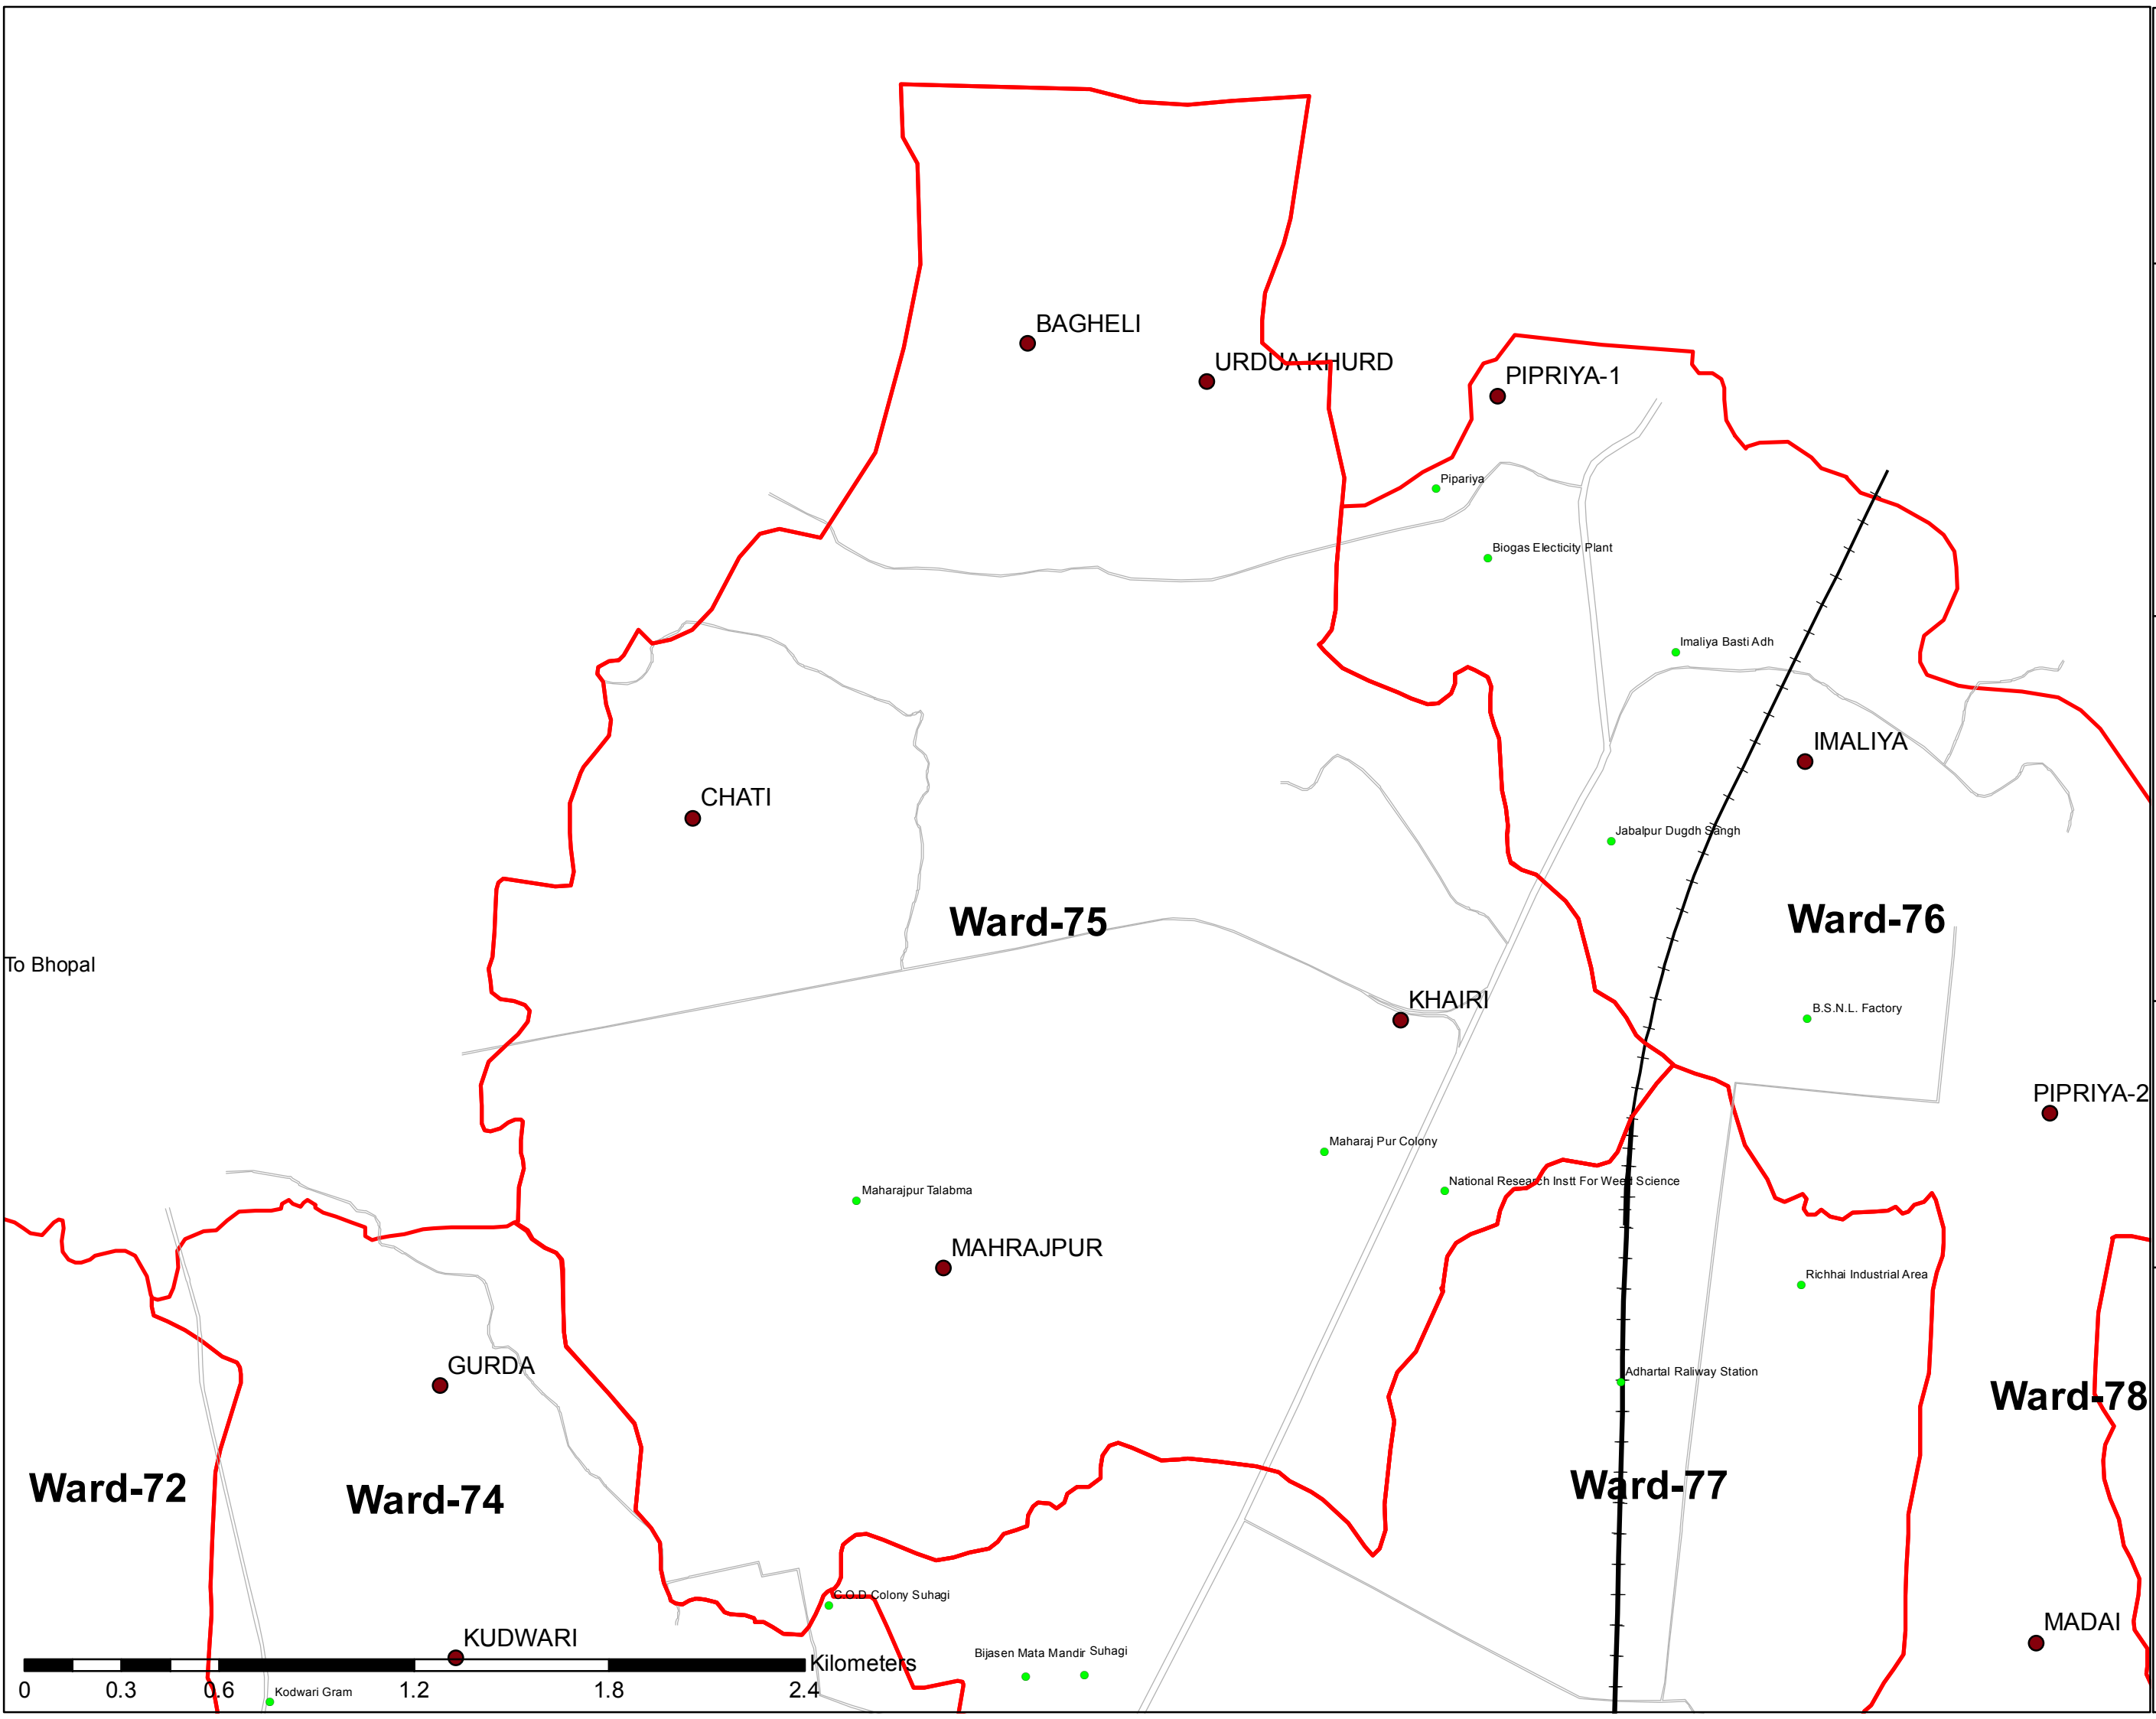 BAGHELI
URDUA KHURD
PIPRIYA-1
Pipariya
Biogas Electicity Plant
Imaliya Basti Adh
IMALIYA
CHATI
Jabalpur Dugdh Sangh
Ward-75
Ward-76
To Bhopal
KHAIRI
B.S.N.L. Factory
PIPRIYA-2
Maharaj Pur Colony
Maharajpur Talabma
National Research Instt For Weed Science
MAHRAJPUR
Richhai Industrial Area
GURDA
Adhartal Raliway Station
Ward-78
Ward-72
Ward-74
Ward-77
C.O.D Colony Suhagi
MADAI
KUDWARI
Bijasen Mata Mandir
Suhagi
Kilometers
0 0.3 0.6 1.2 1.8 2.4
Kodwari Gram